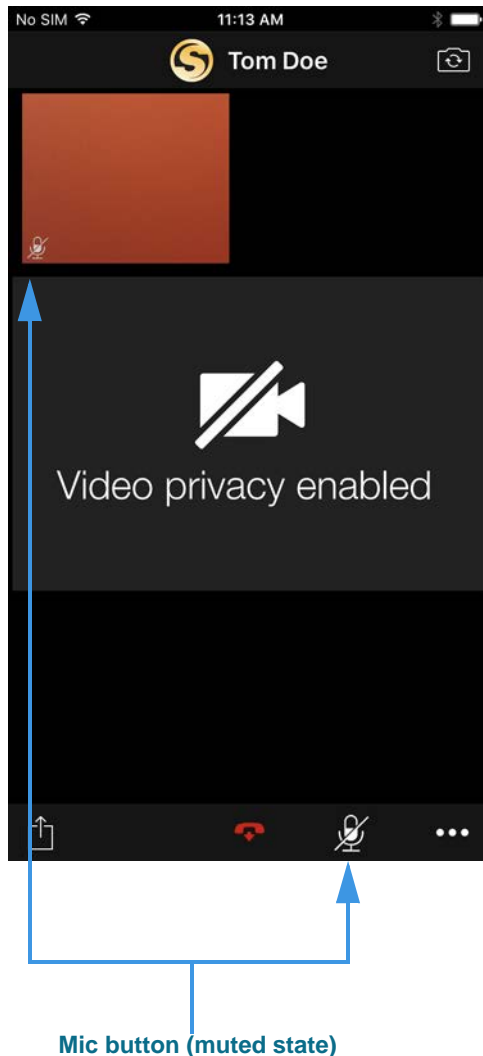 No SIM 11:13 AM
S Tom Doe
Video privacy enabled
Mic button (muted state)